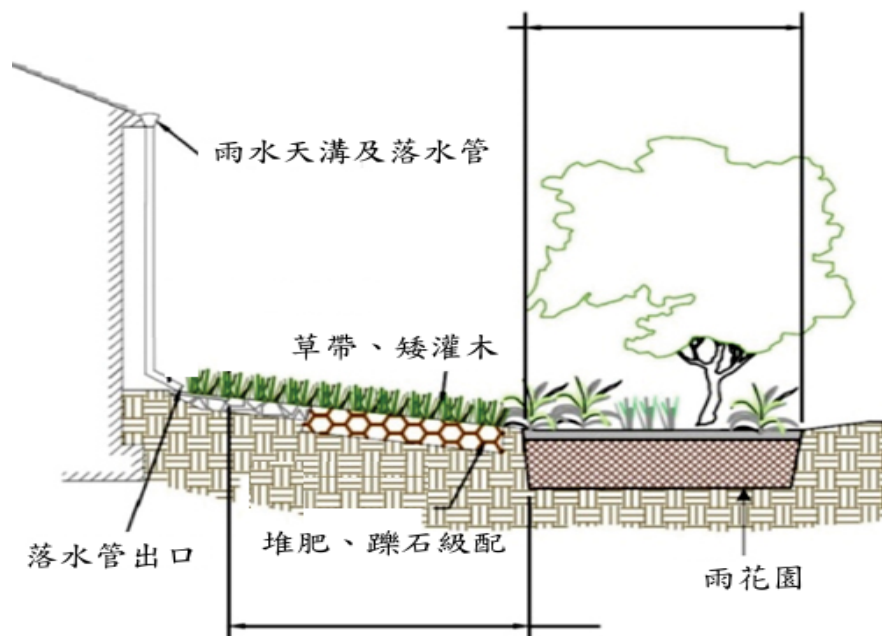 雨水天溝及落水管
草帶、矮灌木
落水管出口
堆肥、躒石級配
雨花園